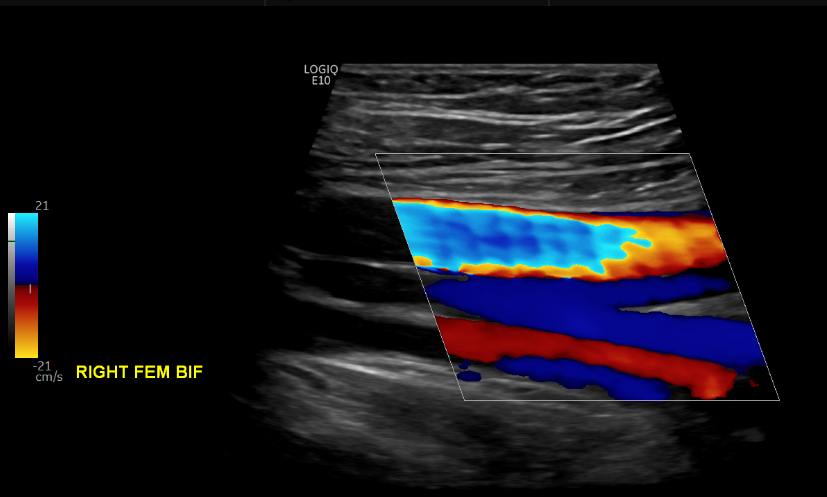 LOGIQ
E10
21
-21
cm/s
RIGHT FEM BIF